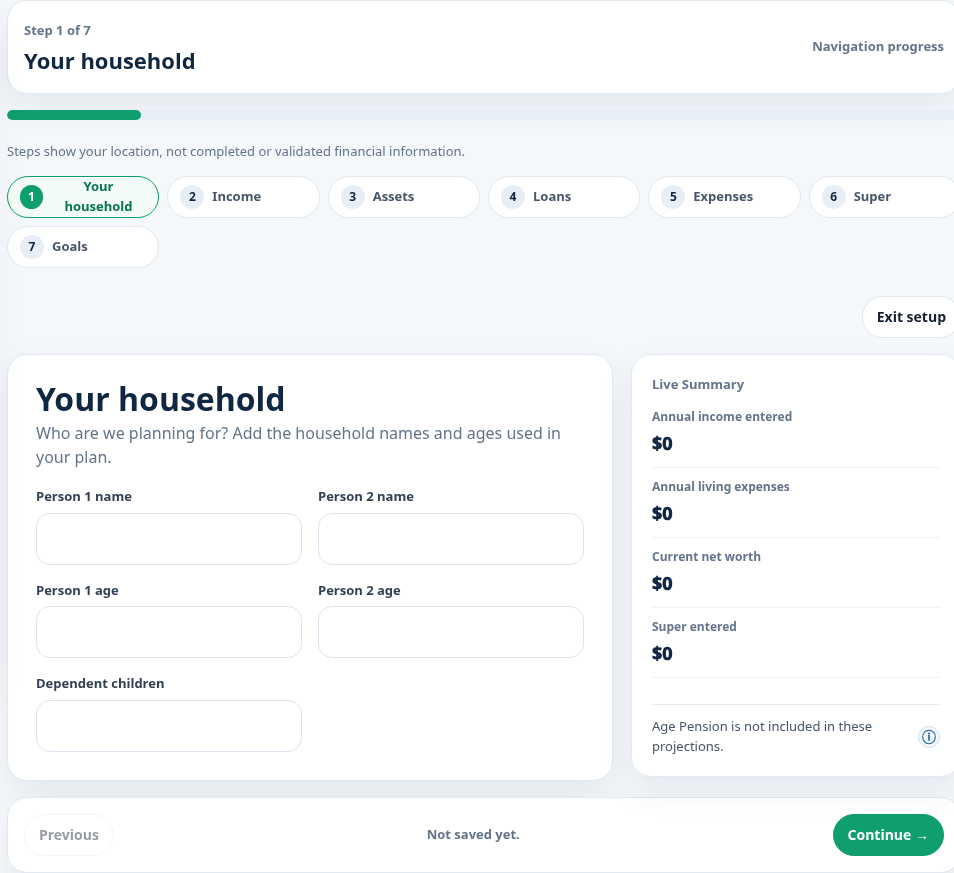 Step 1 of 7
Your household
Navigation progress
Steps show your location, not completed or validated financial information.
1 Your household
2 Income
3 Assets
4 Loans
5 Expenses
6 Super
7 Goals
Exit setup
Your household
Who are we planning for? Add the household names and ages used in
your plan.
Person 1 name
Person 2 name
Person 1 age
Person 2 age
Dependent children
Live Summary
Annual income entered
$0
Annual living expenses
$0
Current net worth
$0
Super entered
$0
Age Pension is not included in these
projections.
ⓘ
Previous
Not saved yet.
Continue →